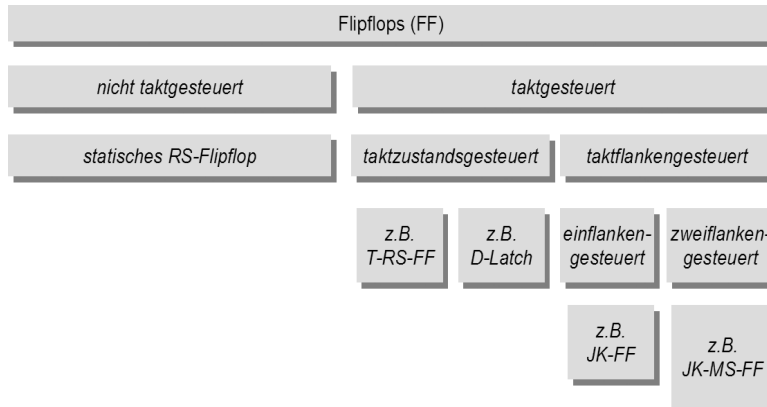 Flipflops (FF)
nicht taktgesteuert
taktgesteuert
statisches RS-Flipflop
taktzustandsgesteuert
taktflankengesteuert
z.B.
T-RS-FF
z.B.
D-Latch
einflanken-
gesteuert
zweiflanken-
gesteuert
z.B.
JK-FF
z.B.
JK-MS-FF